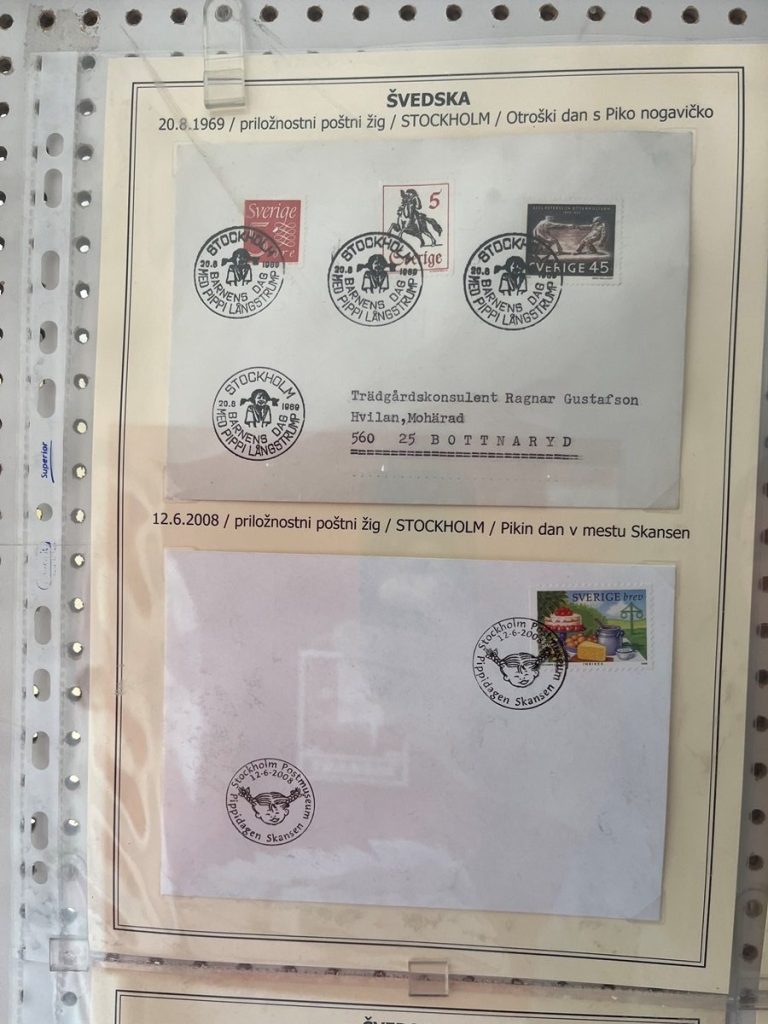 ŠVEDSKA
20.8.1969 / priložnostni poštni žig / STOCKHOLM / Otroški dan s Piko nogavičko
Sverige
5
Sverige
SVERIGE 45
STOCKHOLM
20.8 1969
BARNENS DAG
MED PIPPI LÅNGSTRUMP
STOCKHOLM
20.8 1969
BARNENS DAG
MED PIPPI LÅNGSTRUMP
STOCKHOLM
20.8 1969
BARNENS DAG
MED PIPPI LÅNGSTRUMP
STOCKHOLM
20.8 1969
BARNENS DAG
MED PIPPI LÅNGSTRUMP
Trädgårdskonsulent Ragnar Gustafson
Hvilan,Mohärad
560 25 BOTTNARYD
Superior
12.6.2008 / priložnostni poštni žig / STOCKHOLM / Pikin dan v mestu Skansen
SVERIGE brev
INRIKES
Stockholm Postmuseum
12-6-2008
Pippidagen Skansen
Stockholm Postmuseum
12-6-2008
Pippidagen Skansen